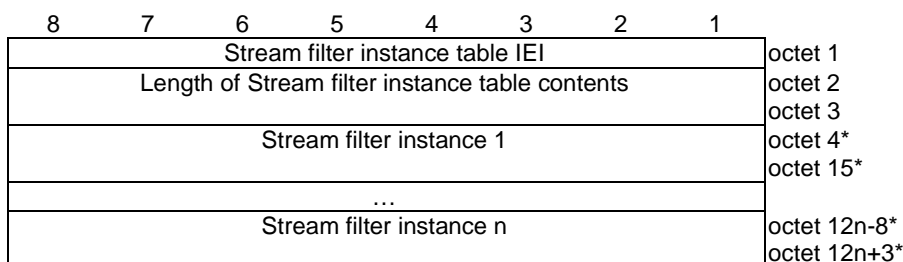 8 7 6 5 4 3 2 1
Stream filter instance table IEI octet 1
Length of Stream filter instance table contents octet 2
octet 3
Stream filter instance 1 octet 4*
octet 15*
…
Stream filter instance n octet 12n-8*
octet 12n+3*